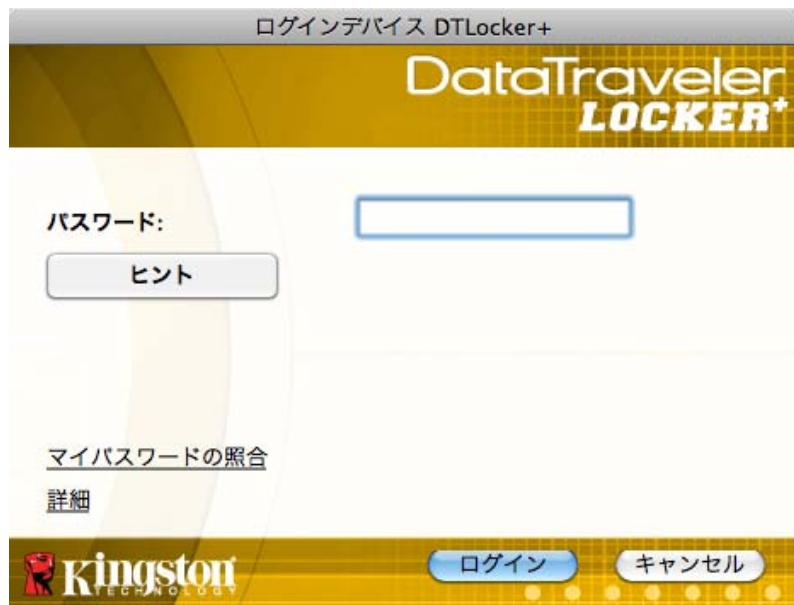 ログインデバイス DTLocker+
DataTraveler
LOCKER+
パスワード:
ヒント
マイパスワードの照合
詳細
Kingston
TECHNOLOGY
ログイン
キャンセル